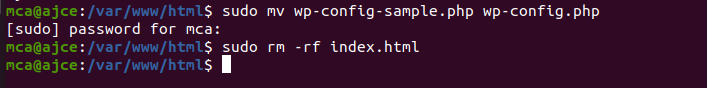 mca@ajce:/var/www/html$ sudo mv wp-config-sample.php wp-config.php
[sudo] password for mca:
mca@ajce:/var/www/html$ sudo rm -rf index.html
mca@ajce:/var/www/html$